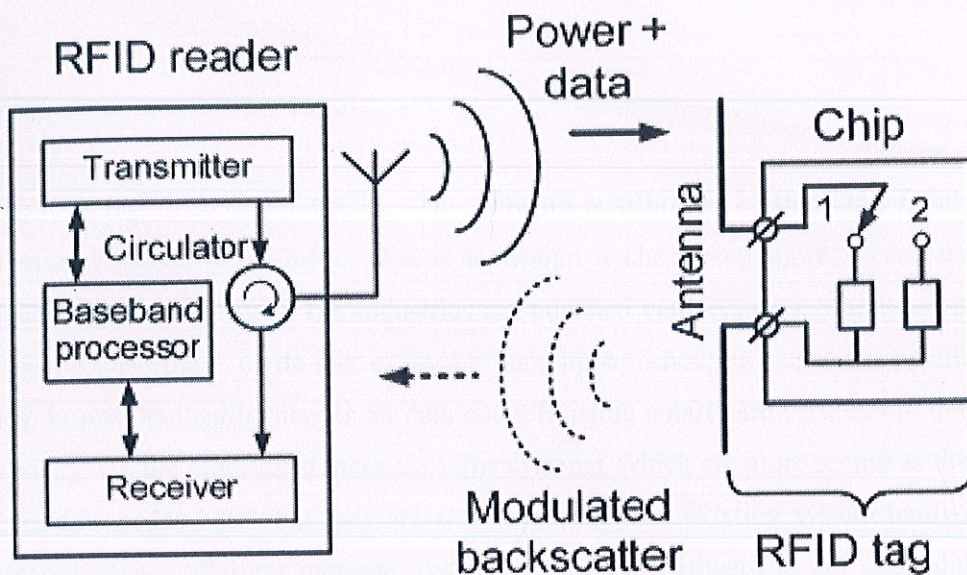 RFID reader
Power +
data
Transmitter
Circulator
Baseband
processor
Receiver
Chip
1
2
Antenna
Modulated
backscatter
RFID tag